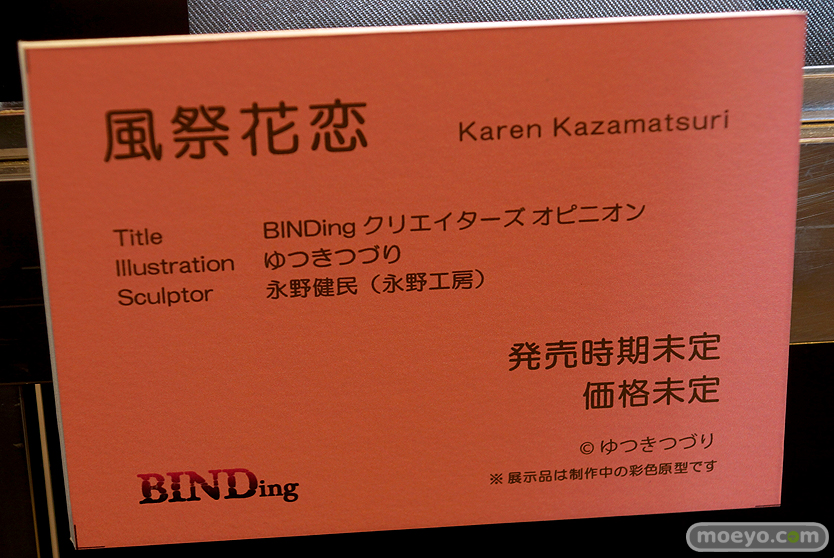 風祭花恋 Karen Kazamatsuri
Title BINDing クリエイターズ オピニオン
Illustration ゆつきつづり
Sculptor 永野健民（永野工房）
発売時期未定
価格未定
© ゆつきつづり
※ 展示品は制作中の彩色原型です
BINDing
moeyo.com